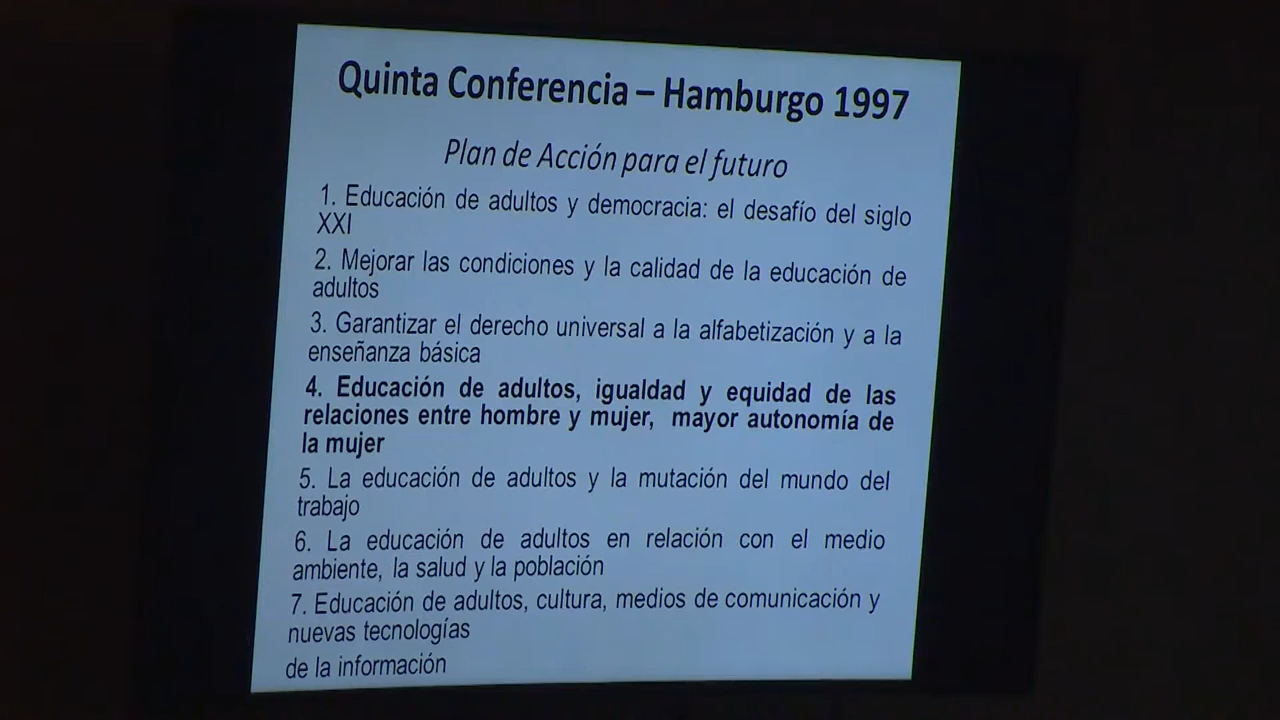 Quinta Conferencia – Hamburgo 1997
Plan de Acción para el futuro
1. Educación de adultos y democracia: el desafío del siglo
XXI
2. Mejorar las condiciones y la calidad de la educación de
adultos
3. Garantizar el derecho universal a la alfabetización y a la
enseñanza básica
4. Educación de adultos, igualdad y equidad de las
relaciones entre hombre y mujer, mayor autonomía de
la mujer
5. La educación de adultos y la mutación del mundo del
trabajo
6. La educación de adultos en relación con el medio
ambiente, la salud y la población
7. Educación de adultos, cultura, medios de comunicación y
nuevas tecnologías
de la información